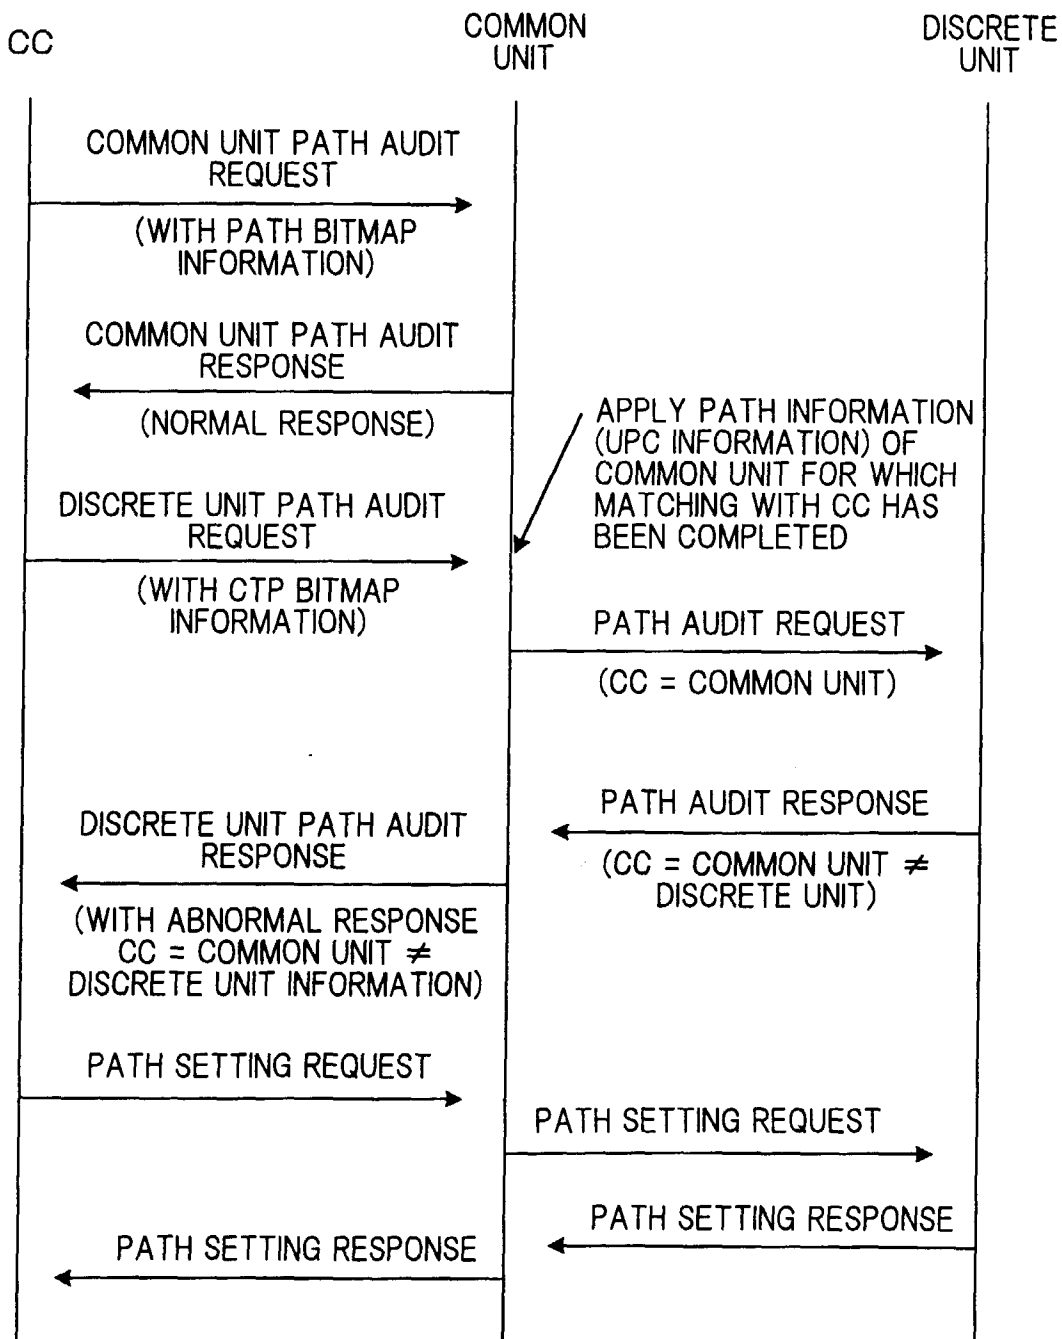 CC
COMMON
UNIT
DISCRETE
UNIT
COMMON UNIT PATH AUDIT
REQUEST
(WITH PATH BITMAP
INFORMATION)
COMMON UNIT PATH AUDIT
RESPONSE
(NORMAL RESPONSE)
APPLY PATH INFORMATION
(UPC INFORMATION) OF
COMMON UNIT FOR WHICH
MATCHING WITH CC HAS
BEEN COMPLETED
DISCRETE UNIT PATH AUDIT
REQUEST
(WITH CTP BITMAP
INFORMATION)
PATH AUDIT REQUEST
(CC = COMMON UNIT)
PATH AUDIT RESPONSE
(CC = COMMON UNIT ≠
DISCRETE UNIT)
DISCRETE UNIT PATH AUDIT
RESPONSE
(WITH ABNORMAL RESPONSE
CC = COMMON UNIT ≠
DISCRETE UNIT INFORMATION)
PATH SETTING REQUEST
PATH SETTING REQUEST
PATH SETTING RESPONSE
PATH SETTING RESPONSE